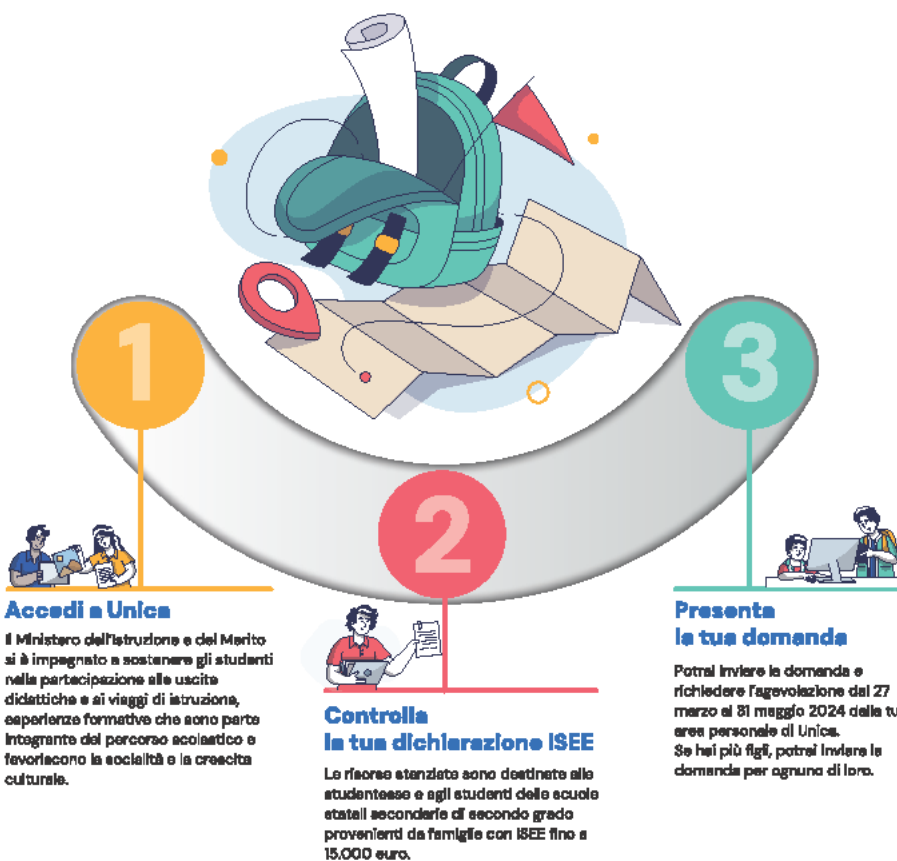 1
Accedi a Unica
Il Ministero dell'Istruzione e del Merito
si è impegnato a sostenere gli studenti
nella partecipazione alle uscite
didattiche e ai viaggi di istruzione,
esperienze formative che sono parte
integrante del percorso scolastico e
favoriscono la socialità e la crescita
culturale.
2
Controlla
la tua dichiarazione ISEE
Le risorse stanziate sono destinate alle
studentesse e agli studenti delle scuole
statali secondarie di secondo grado
provenienti da famiglie con ISEE fino a
15.000 euro.
3
Presenta
la tua domanda
Potrai inviare la domanda e
richiedere l'agevolazione dal 27
marzo al 31 maggio 2024 dalla tu
area personale di Unica.
Se hai più figli, potrai inviare la
domanda per ognuno di loro.